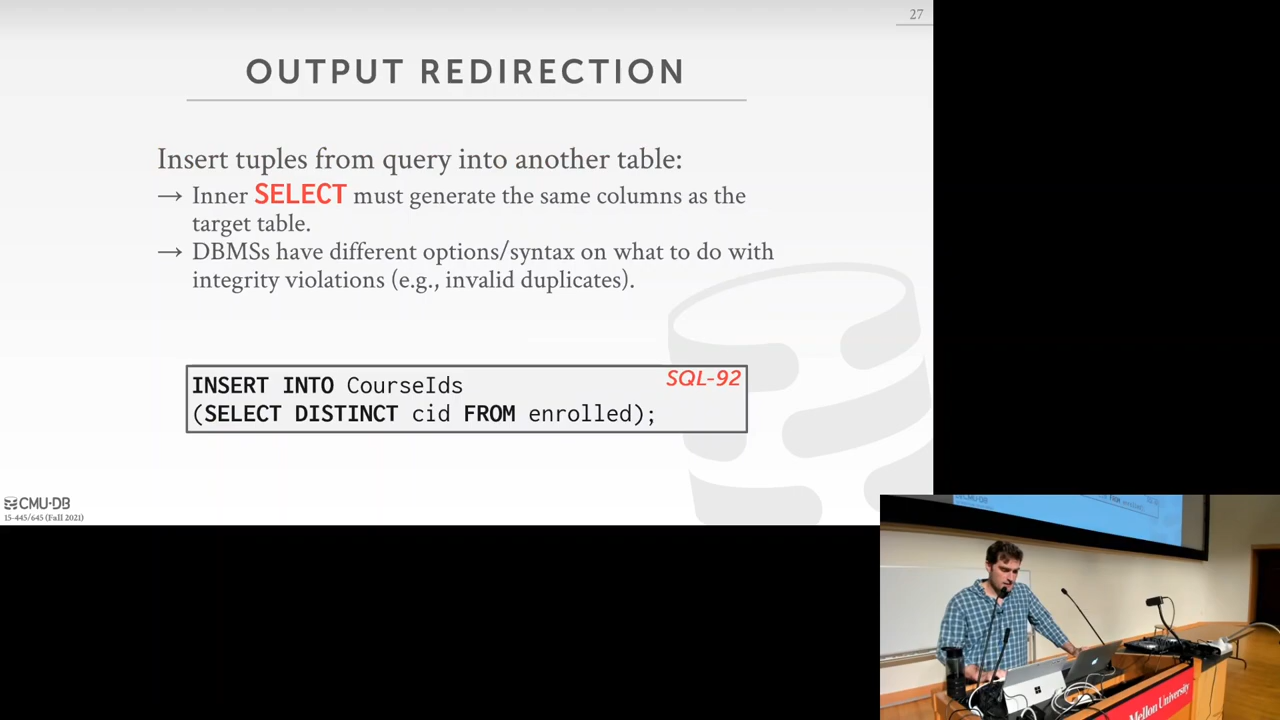 27
OUTPUT REDIRECTION
Insert tuples from query into another table:
→ Inner SELECT must generate the same columns as the
target table.
→ DBMSs have different options/syntax on what to do with
integrity violations (e.g., invalid duplicates).
SQL-92
INSERT INTO CourseIds
(SELECT DISTINCT cid FROM enrolled);
CMU·DB
15-445/645 (Fall 2021)
Mellon University